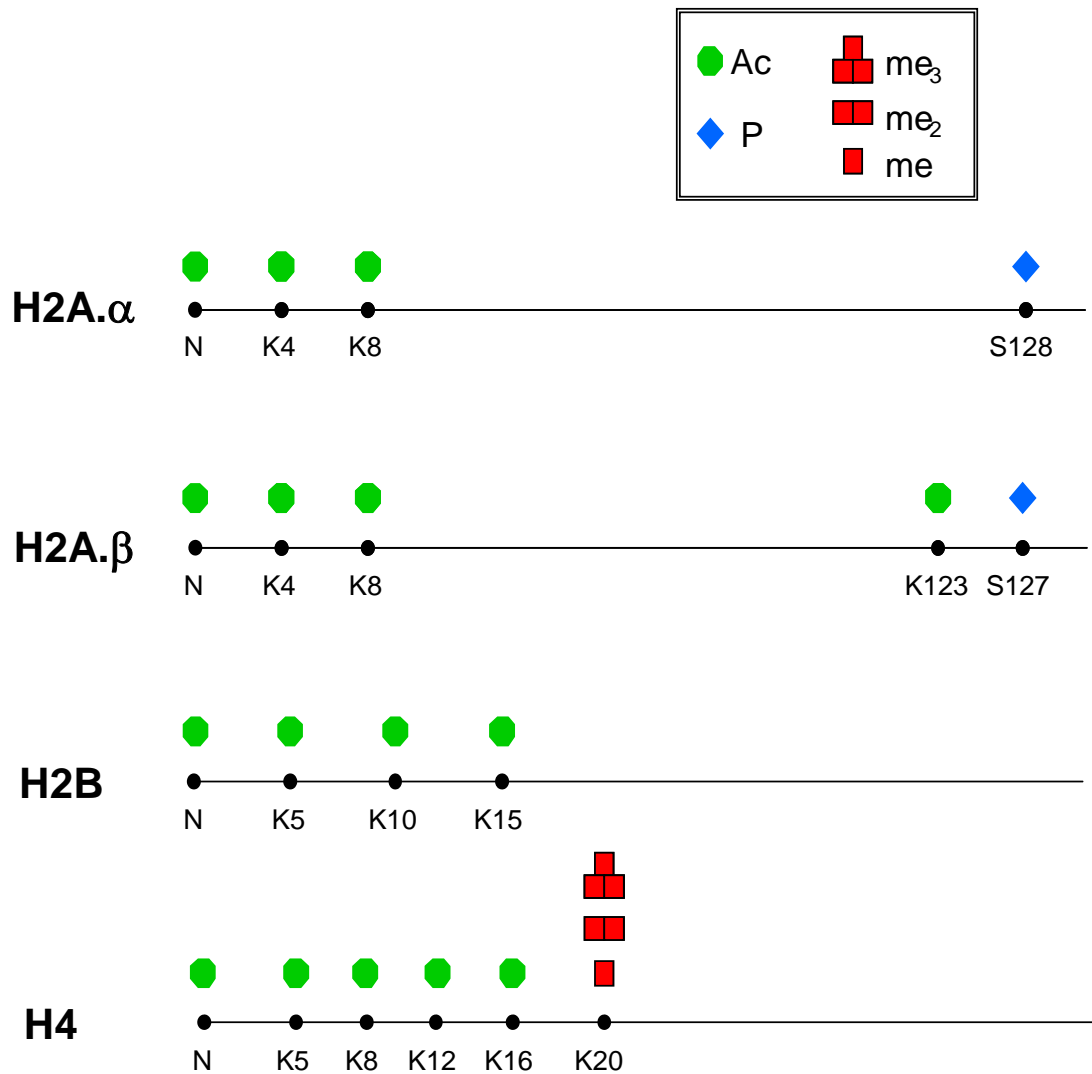 Ac me3
P me2
me
H2A.α
N K4 K8 S128
H2A.β
N K4 K8 K123 S127
H2B
N K5 K10 K15
H4
N K5 K8 K12 K16 K20